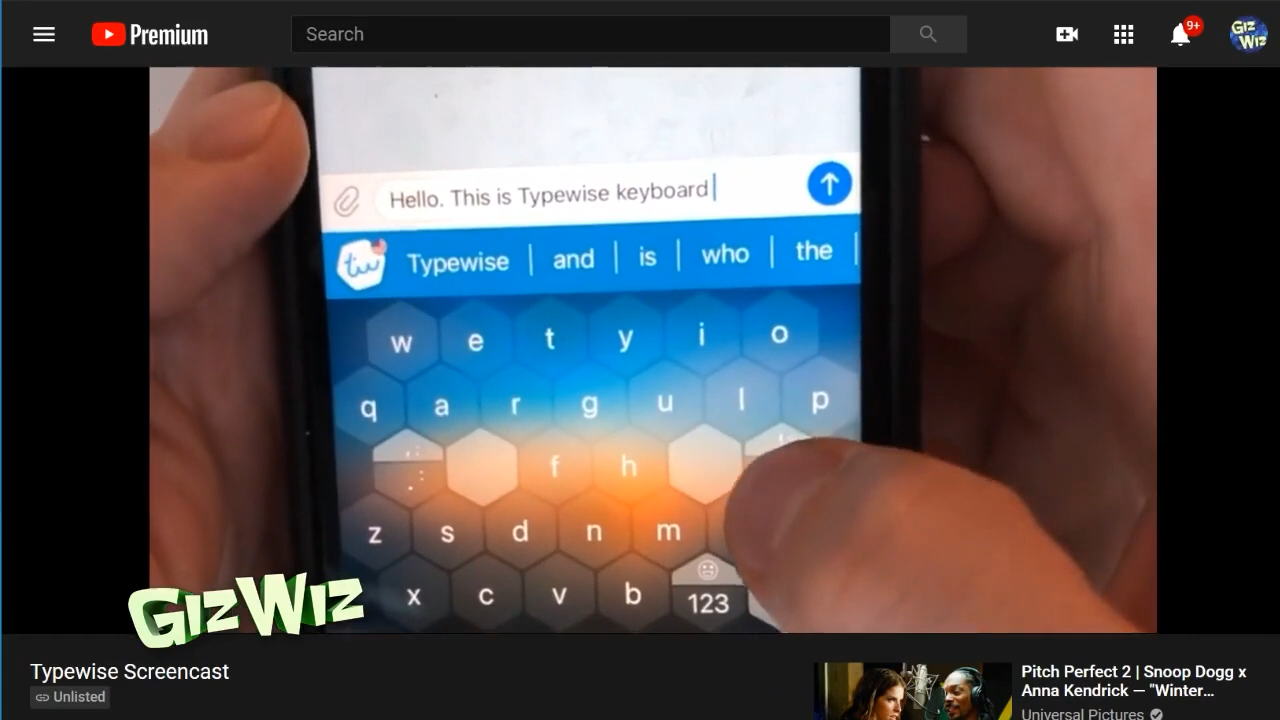 Premium
Search
9+
GIZ
WIZ
Hello. This is Typewise keyboard
tw
Typewise | and | is | who | the |
w e t y i o
q a r g u l p
f h
z s d n m
x c v b 123
GIZWIZ
Typewise Screencast
Unlisted
Pitch Perfect 2 | Snoop Dogg x
Anna Kendrick — "Winter...
Universal Pictures